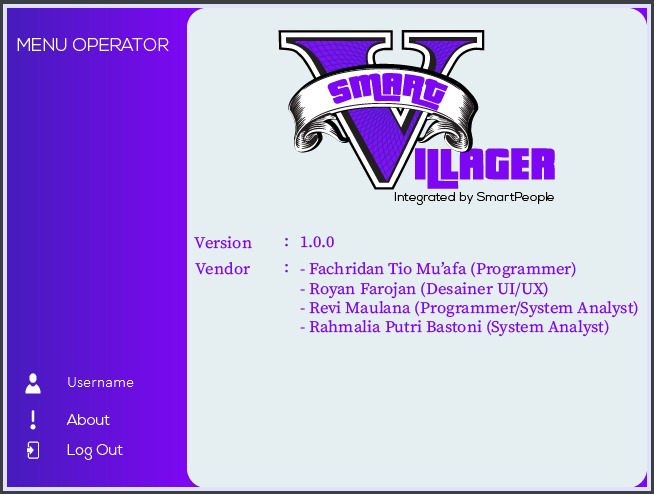 MENU OPERATOR
SMART
VILLAGER
Integrated by SmartPeople
Version : 1.0.0
Vendor : - Fachridan Tio Mu’afa (Programmer)
- Royan Farojan (Desainer UI/UX)
- Revi Maulana (Programmer/System Analyst)
- Rahmalia Putri Bastoni (System Analyst)
Username
About
Log Out